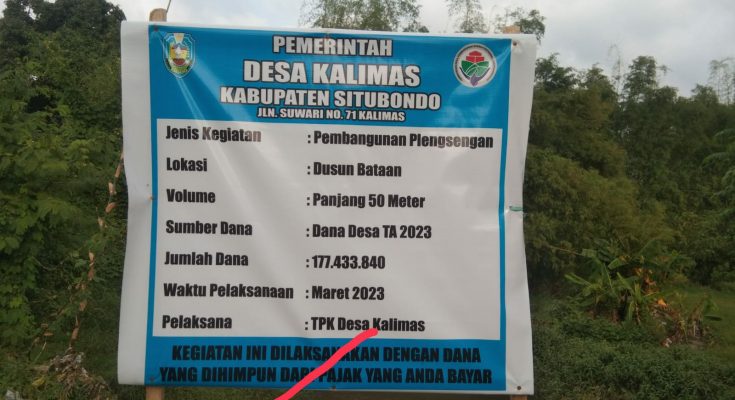 PEMERINTAH
DESA KALIMAS
KABUPATEN SITUBONDO
JLN. SUWARI NO. 71 KALIMAS
Jenis Kegiatan : Pembangunan Plengsengan
Lokasi : Dusun Bataan
Volume : Panjang 50 Meter
Sumber Dana : Dana Desa TA 2023
Jumlah Dana : 177.433.840
Waktu Pelaksanaan : Maret 2023
Pelaksana : TPK Desa Kalimas
KEGIATAN INI DILAKSANAKAN DENGAN DANA
YANG DIHIMPUN DARI PAJAK YANG ANDA BAYAR